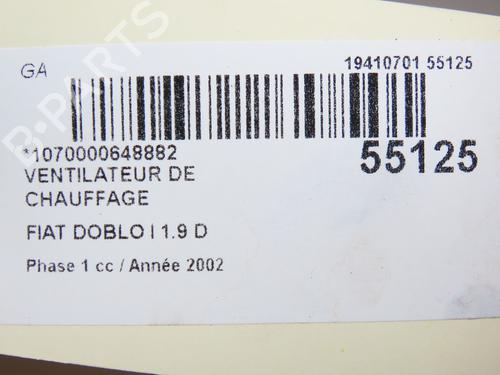 GA
19410701 55125
*1070000648882
55125
VENTILATEUR DE
CHAUFFAGE
FIAT DOBLO I 1.9 D
Phase 1 cc / Année 2002
B-PARTS